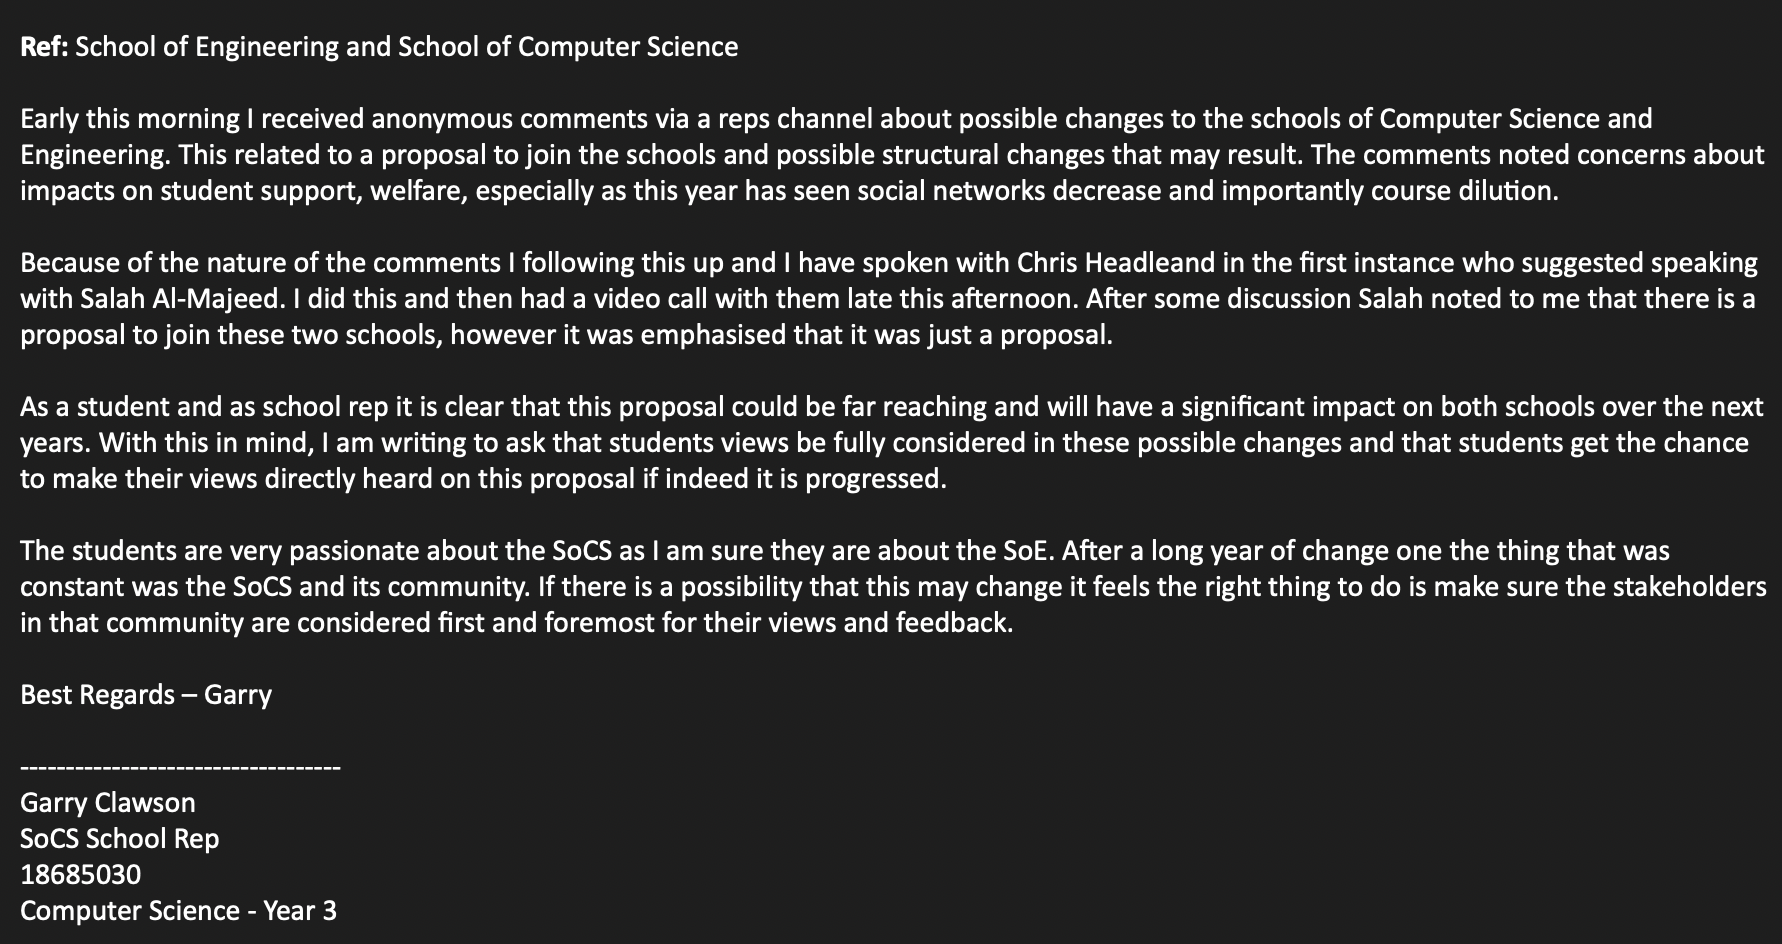 Ref: School of Engineering and School of Computer Science
Early this morning I received anonymous comments via a reps channel about possible changes to the schools of Computer Science and
Engineering. This related to a proposal to join the schools and possible structural changes that may result. The comments noted concerns about
impacts on student support, welfare, especially as this year has seen social networks decrease and importantly course dilution.
Because of the nature of the comments I following this up and I have spoken with Chris Headleand in the first instance who suggested speaking
with Salah Al-Majeed. I did this and then had a video call with them late this afternoon. After some discussion Salah noted to me that there is a
proposal to join these two schools, however it was emphasised that it was just a proposal.
As a student and as school rep it is clear that this proposal could be far reaching and will have a significant impact on both schools over the next
years. With this in mind, I am writing to ask that students views be fully considered in these possible changes and that students get the chance
to make their views directly heard on this proposal if indeed it is progressed.
The students are very passionate about the SoCS as I am sure they are about the SoE. After a long year of change one the thing that was
constant was the SoCS and its community. If there is a possibility that this may change it feels the right thing to do is make sure the stakeholders
in that community are considered first and foremost for their views and feedback.
Best Regards – Garry
-----------------------------------
Garry Clawson
SoCS School Rep
18685030
Computer Science - Year 3